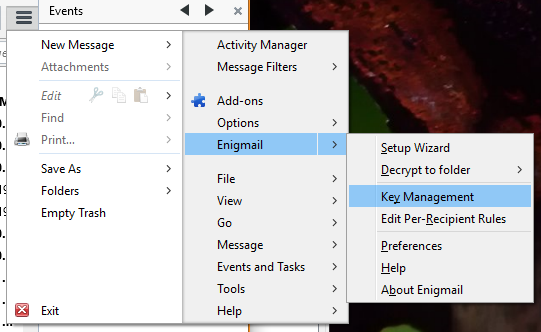 Events
New Message
Attachments
Edit
Find
Print...
Save As
Folders
Empty Trash
Exit
Activity Manager
Message Filters
Add-ons
Options
Enigmail
File
View
Go
Message
Events and Tasks
Tools
Help
Setup Wizard
Decrypt to folder
Key Management
Edit Per-Recipient Rules
Preferences
Help
About Enigmail